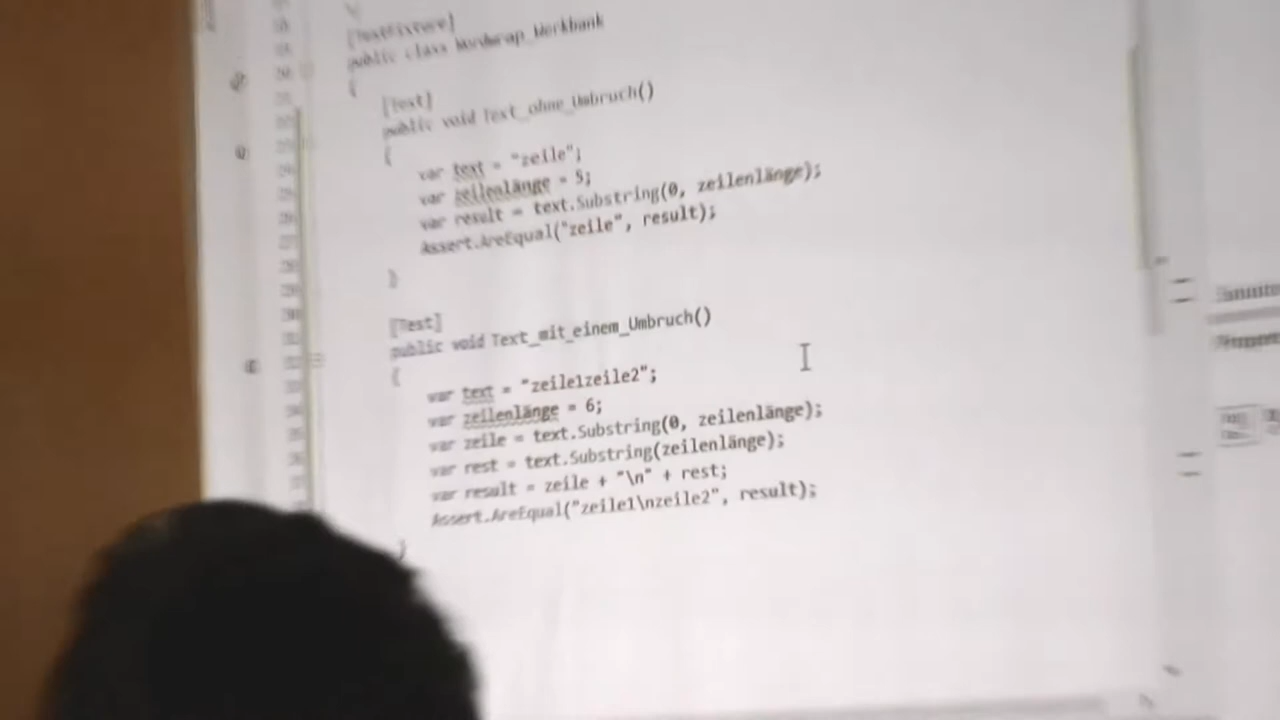 [TestFixture]
public class Wordwrap_Werkbank
{
[Test]
public void Text_ohne_Umbruch()
{
var text = "zeile";
var zeilenlänge = 5;
var result = text.Substring(0, zeilenlänge);
Assert.AreEqual("zeile", result);
}
[Test]
public void Text_mit_einem_Umbruch()
{
var text = "zeile1zeile2";
var zeilenlänge = 6;
var zeile = text.Substring(0, zeilenlänge);
var rest = text.Substring(zeilenlänge);
var result = zeile + "\n" + rest;
Assert.AreEqual("zeile1\nzeile2", result);
}